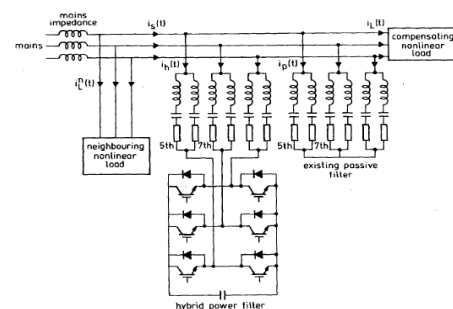 mains
impedance
i_s(t)
i_L(t)
mains
compensating
nonlinear
load
i_L^n(t)
i_h(t)
i_p(t)
neighbouring
nonlinear
load
5th
7th
5th
7th
existing passive
filter
hybrid power filter